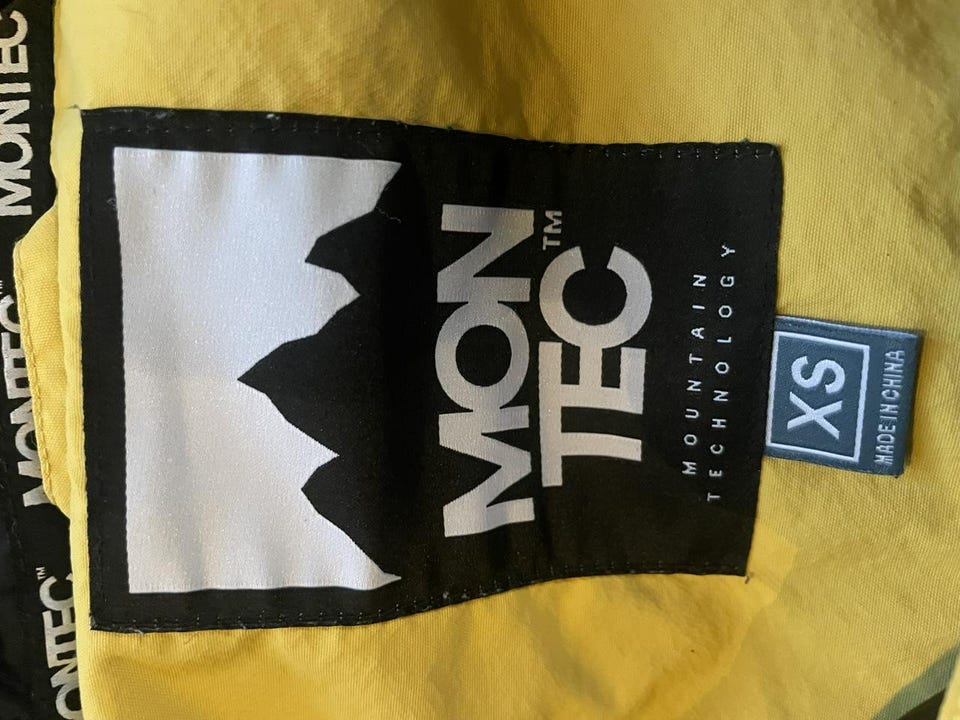 MON
TEC™
MOUNTAIN
TECHNOLOGY
XS
MADE IN CHINA
MONTEC
MONTEC™
MONTEC™